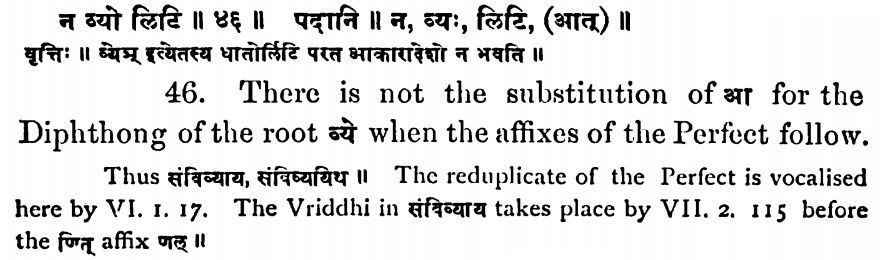 न व्यो लिटि ॥ ४६ ॥ पदानि ॥ न, व्यः, लिटि, (आत्) ॥
वृत्तिः ॥ व्येञ् इत्येतस्य धातोर्लिटि परत आकारादेशो न भवति ॥
46. There is not the substitution of आ for the
Diphthong of the root व्ये when the affixes of the Perfect follow.
Thus संविव्याय, संविव्ययिथ ॥ The reduplicate of the Perfect is vocalised
here by VI. 1. 17. The Vriddhi in संविव्याय takes place by VII. 2. 115 before
the णित् affix णल् ॥